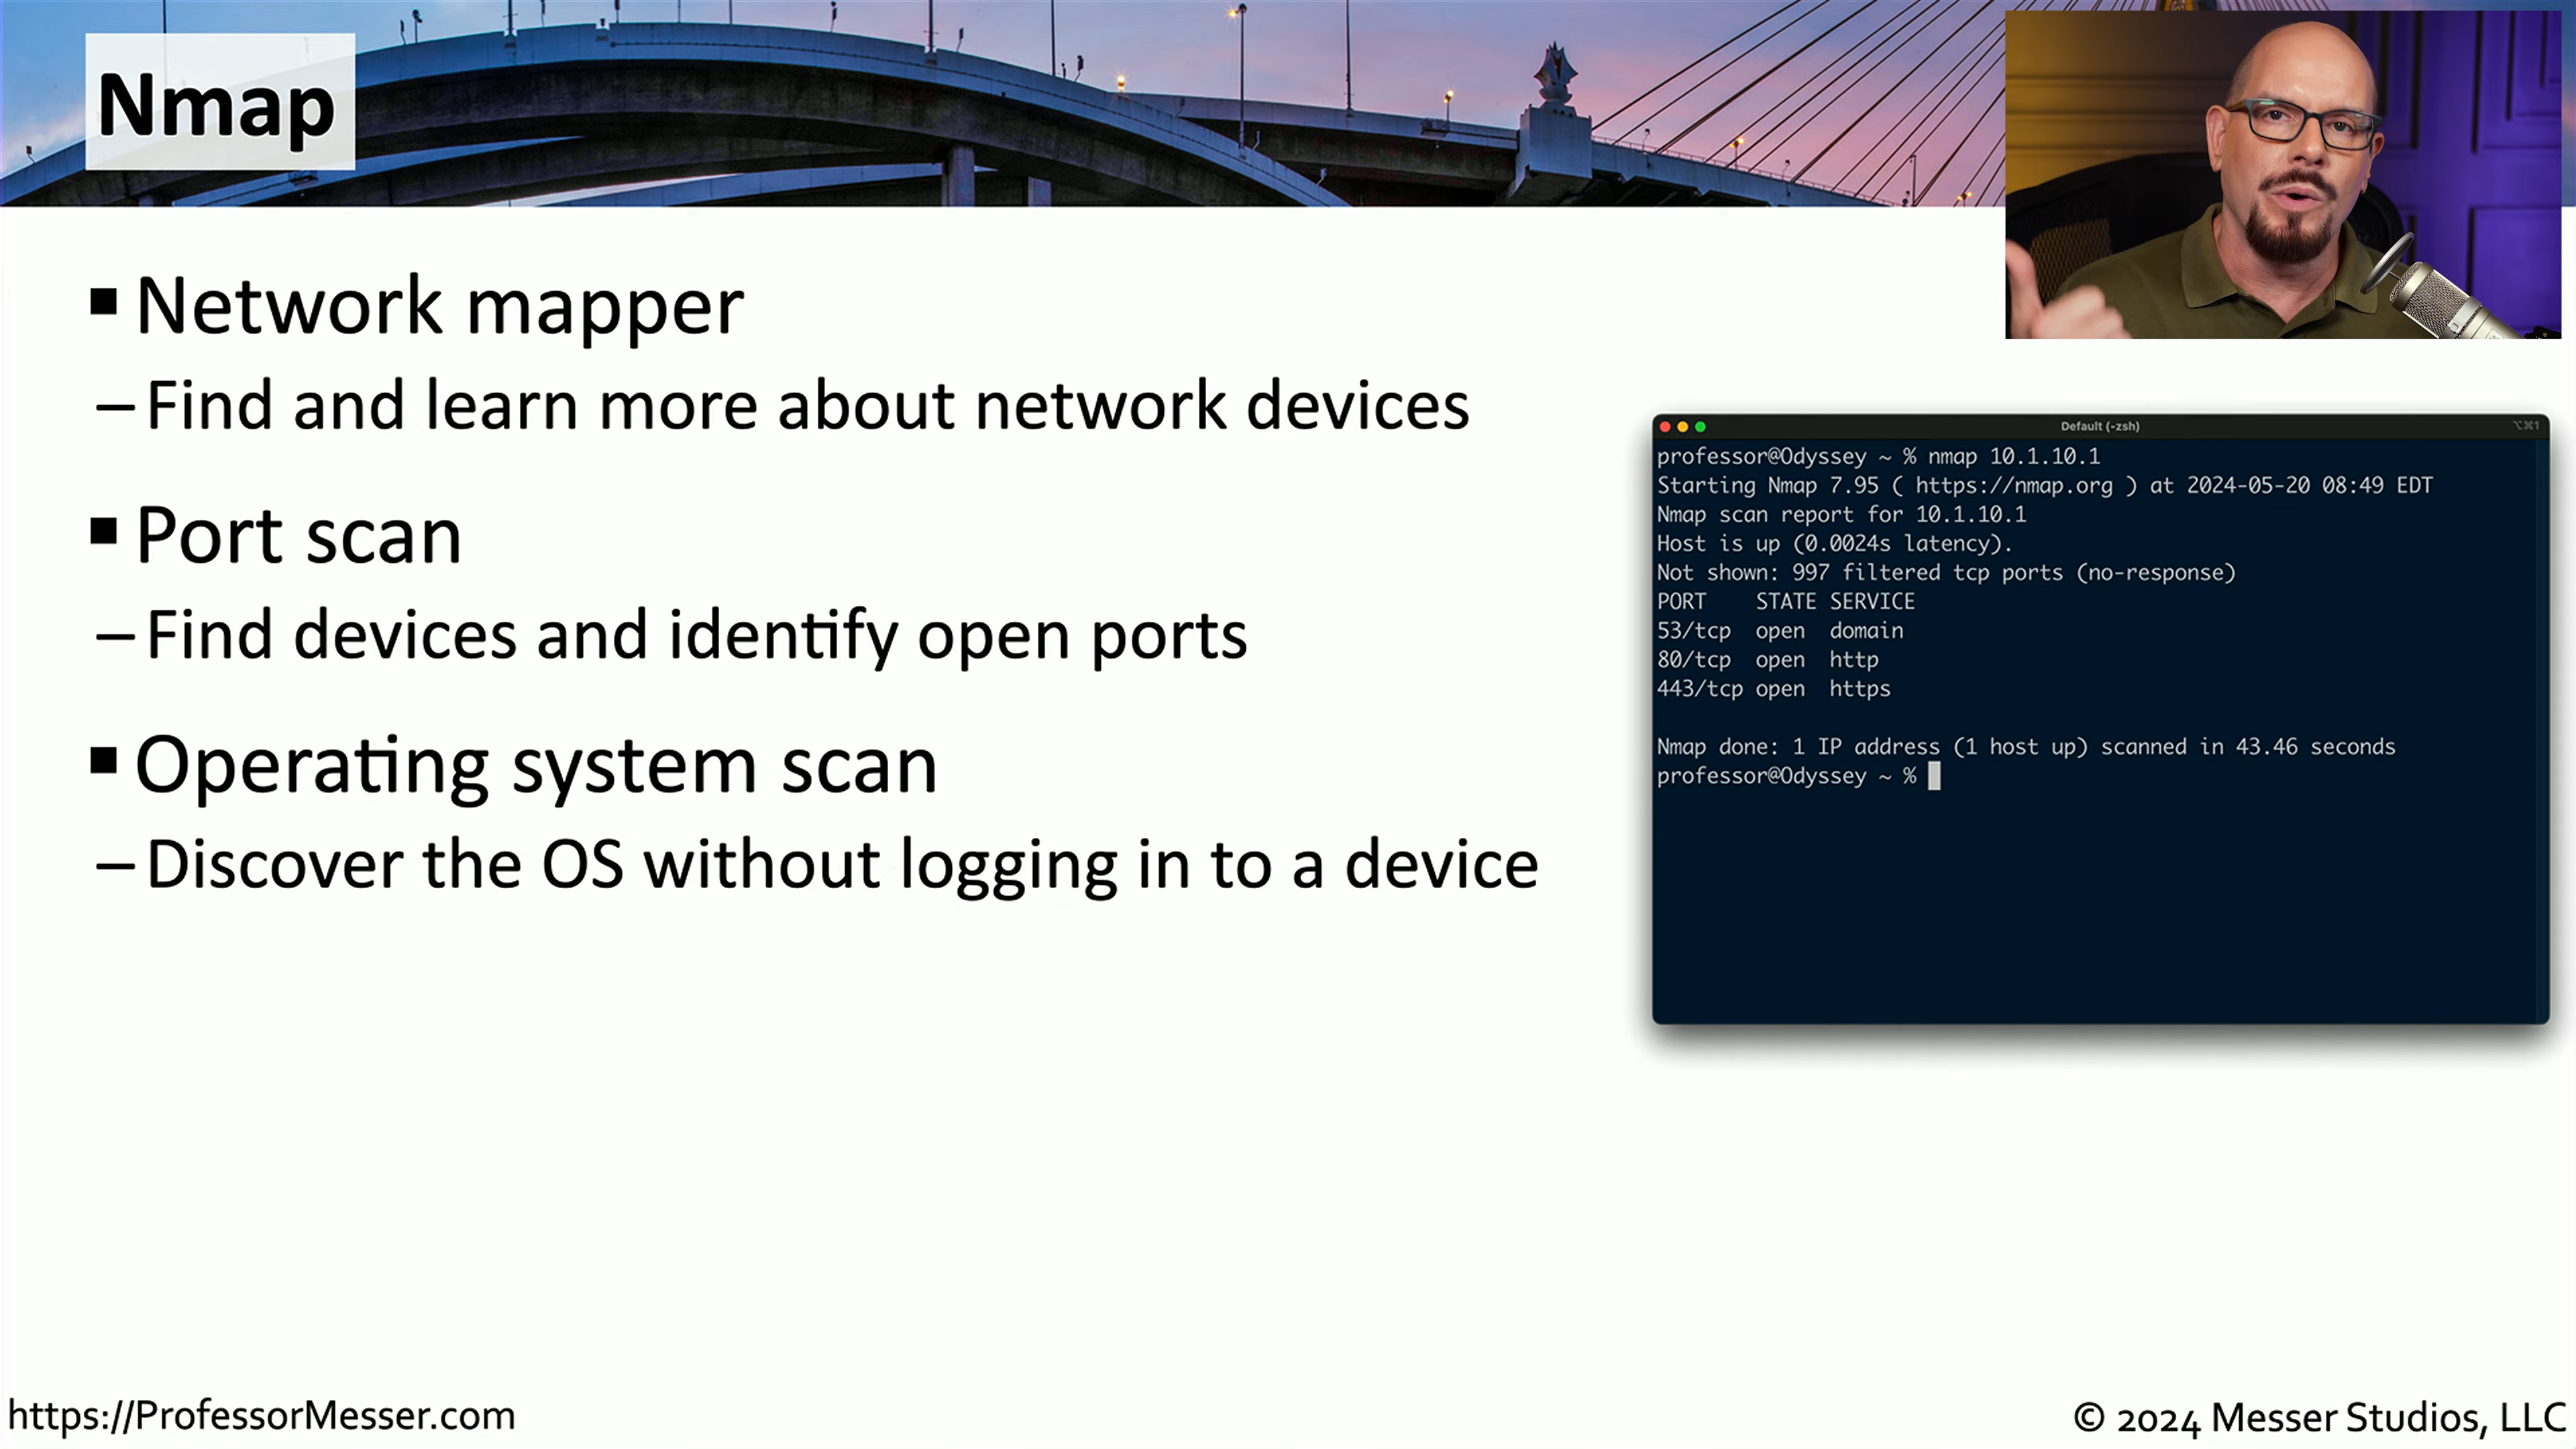 Nmap
▪ Network mapper
– Find and learn more about network devices
▪ Port scan
– Find devices and identify open ports
▪ Operating system scan
– Discover the OS without logging in to a device
Default (-zsh)
⌥⌘1
professor@Odyssey ~ % nmap 10.1.10.1
Starting Nmap 7.95 ( https://nmap.org ) at 2024-05-20 08:49 EDT
Nmap scan report for 10.1.10.1
Host is up (0.0024s latency).
Not shown: 997 filtered tcp ports (no-response)
PORT    STATE SERVICE
53/tcp  open  domain
80/tcp  open  http
443/tcp open  https
Nmap done: 1 IP address (1 host up) scanned in 43.46 seconds
professor@Odyssey ~ %
https://ProfessorMesser.com
© 2024 Messer Studios, LLC